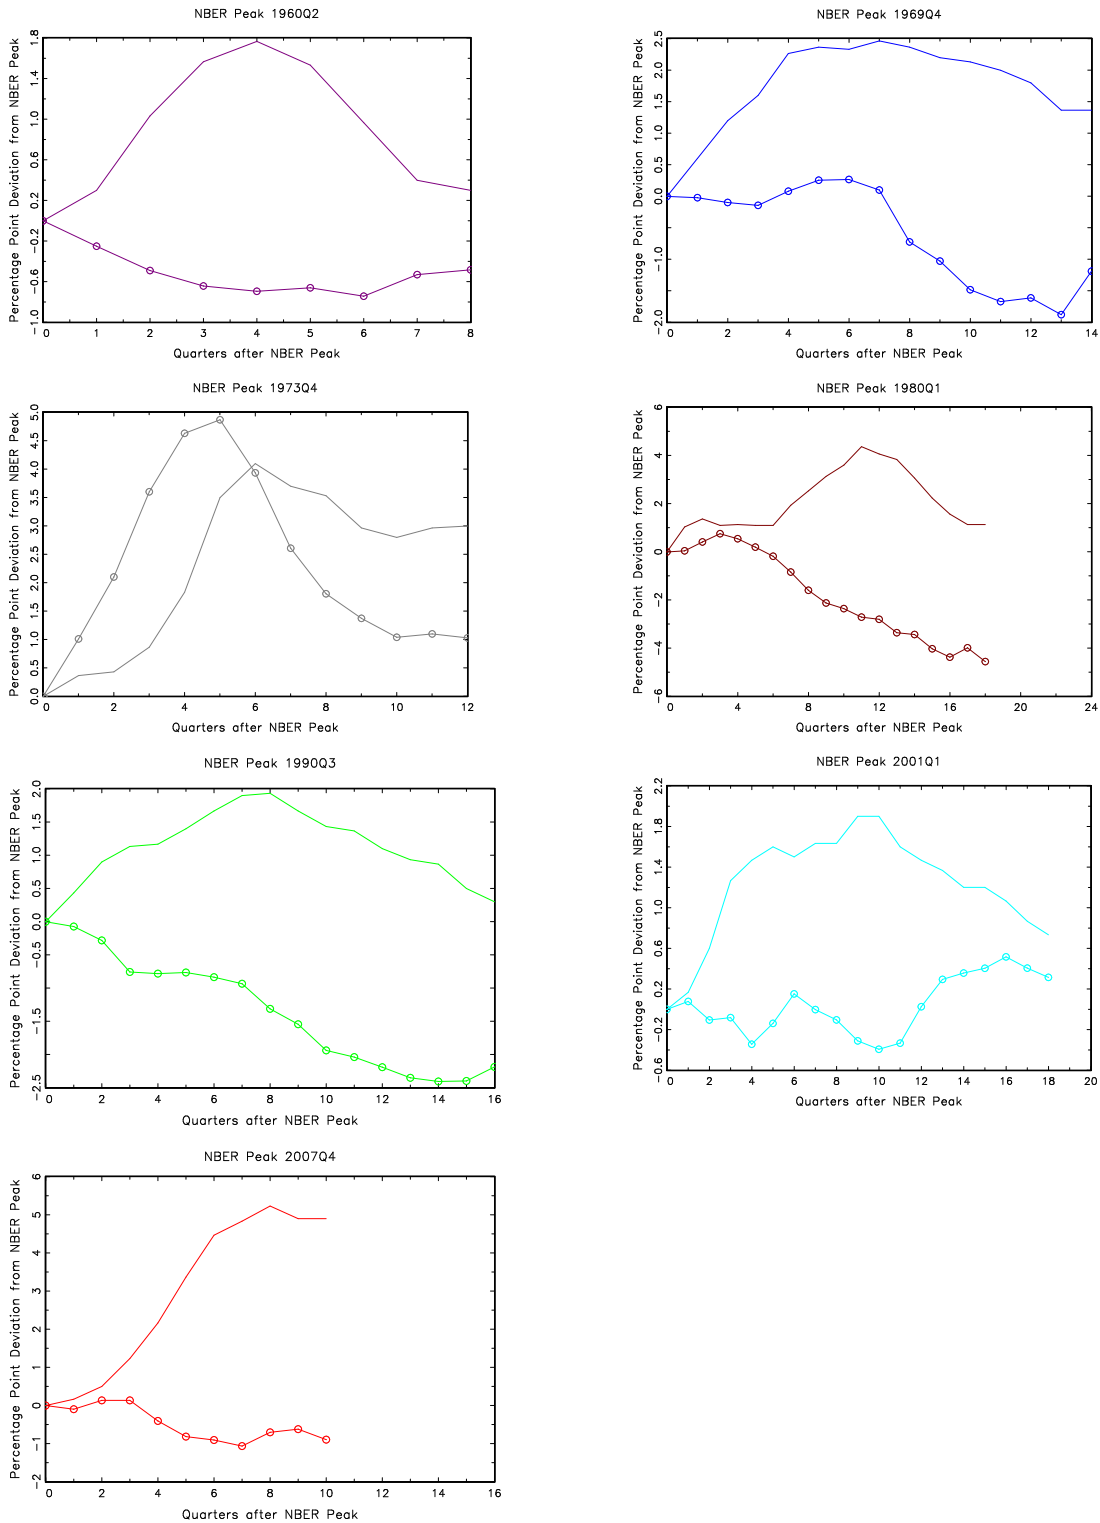 NBER Peak 1960Q2
Percentage Point Deviation from NBER Peak
1.8
1.4
1.0
0.6
0.2
-0.2
-0.6
-1.0
0 1 2 3 4 5 6 7 8
Quarters after NBER Peak
NBER Peak 1969Q4
Percentage Point Deviation from NBER Peak
2.5
2.0
1.5
1.0
0.5
0.0
-1.0
-2.0
0 2 4 6 8 10 12 14
Quarters after NBER Peak
NBER Peak 1973Q4
Percentage Point Deviation from NBER Peak
5.0
4.5
4.0
3.5
3.0
2.5
2.0
1.5
1.0
0.5
0.0
0 2 4 6 8 10 12
Quarters after NBER Peak
NBER Peak 1980Q1
Percentage Point Deviation from NBER Peak
6
4
2
0
-2
-4
-6
0 4 8 12 16 20 24
Quarters after NBER Peak
NBER Peak 1990Q3
Percentage Point Deviation from NBER Peak
2.0
1.5
1.0
0.5
0.0
-0.5
-1.5
-2.5
0 2 4 6 8 10 12 14 16
Quarters after NBER Peak
NBER Peak 2001Q1
Percentage Point Deviation from NBER Peak
2.2
1.8
1.4
1.0
0.6
0.2
-0.2
-0.6
0 2 4 6 8 10 12 14 16 18 20
Quarters after NBER Peak
NBER Peak 2007Q4
Percentage Point Deviation from NBER Peak
6
5
4
3
2
1
0
-1
-2
0 2 4 6 8 10 12 14 16
Quarters after NBER Peak